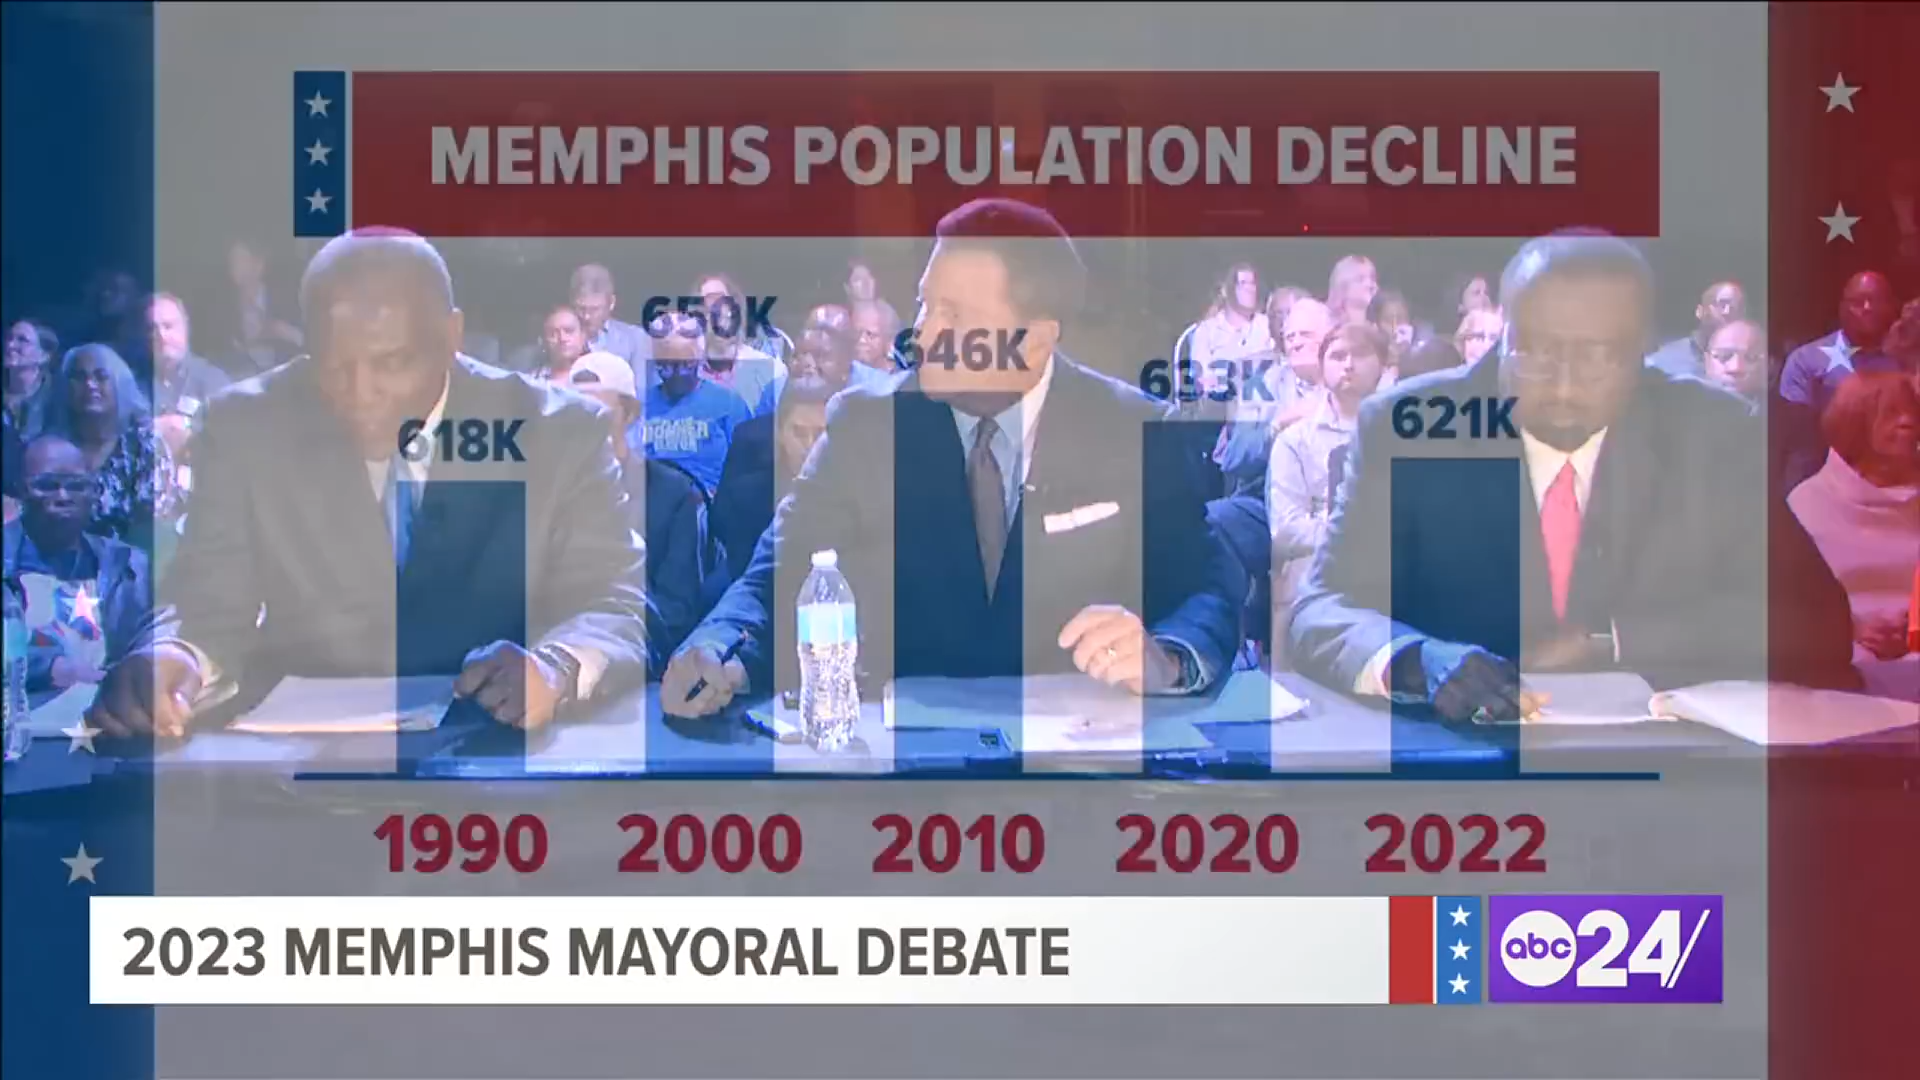 MEMPHIS POPULATION DECLINE
618K
650K
646K
633K
621K
1990 2000 2010 2020 2022
2023 MEMPHIS MAYORAL DEBATE
abc24/